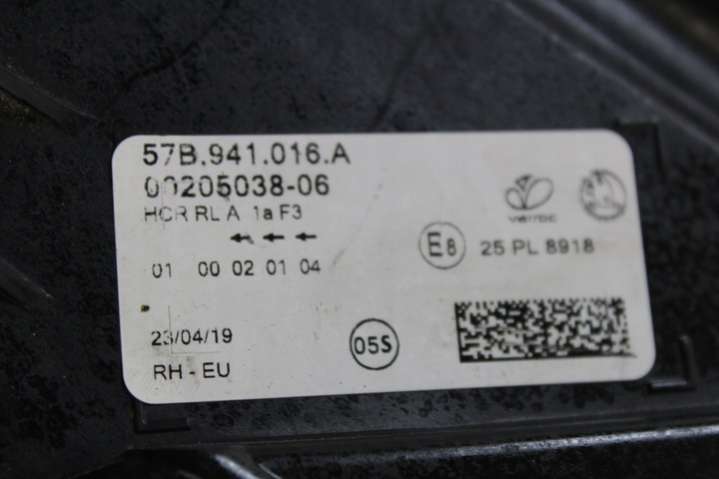 57B.941.016.A
00205038-06
HCR RL A 1a F3
E8 25 PL 8918
01 00 02 01 04
23/04/19
05S
RH - EU